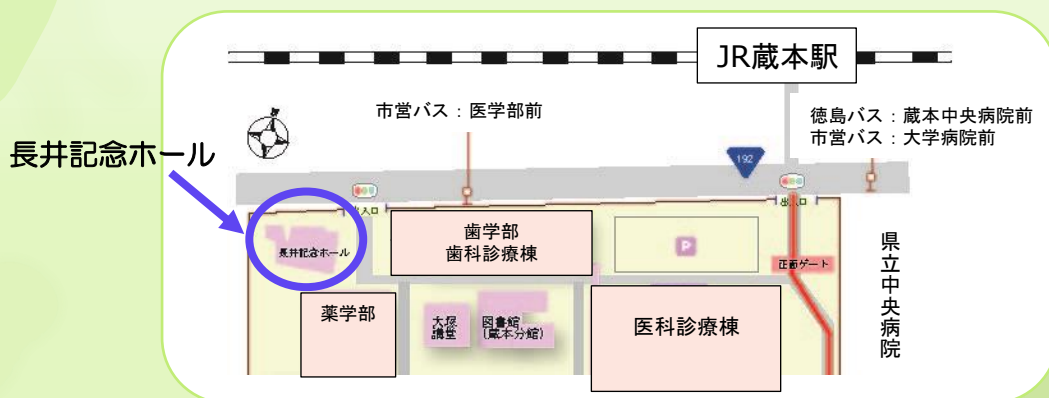 JR蔵本駅
市営バス：医学部前
徳島バス：蔵本中央病院前
市営バス：大学病院前
長井記念ホール
192
出入口
出入口
歯学部
歯科診療棟
P
正面ゲート
長井記念ホール
県立中央病院
薬学部
大塚
講堂
図書館
(蔵本分館)
医科診療棟